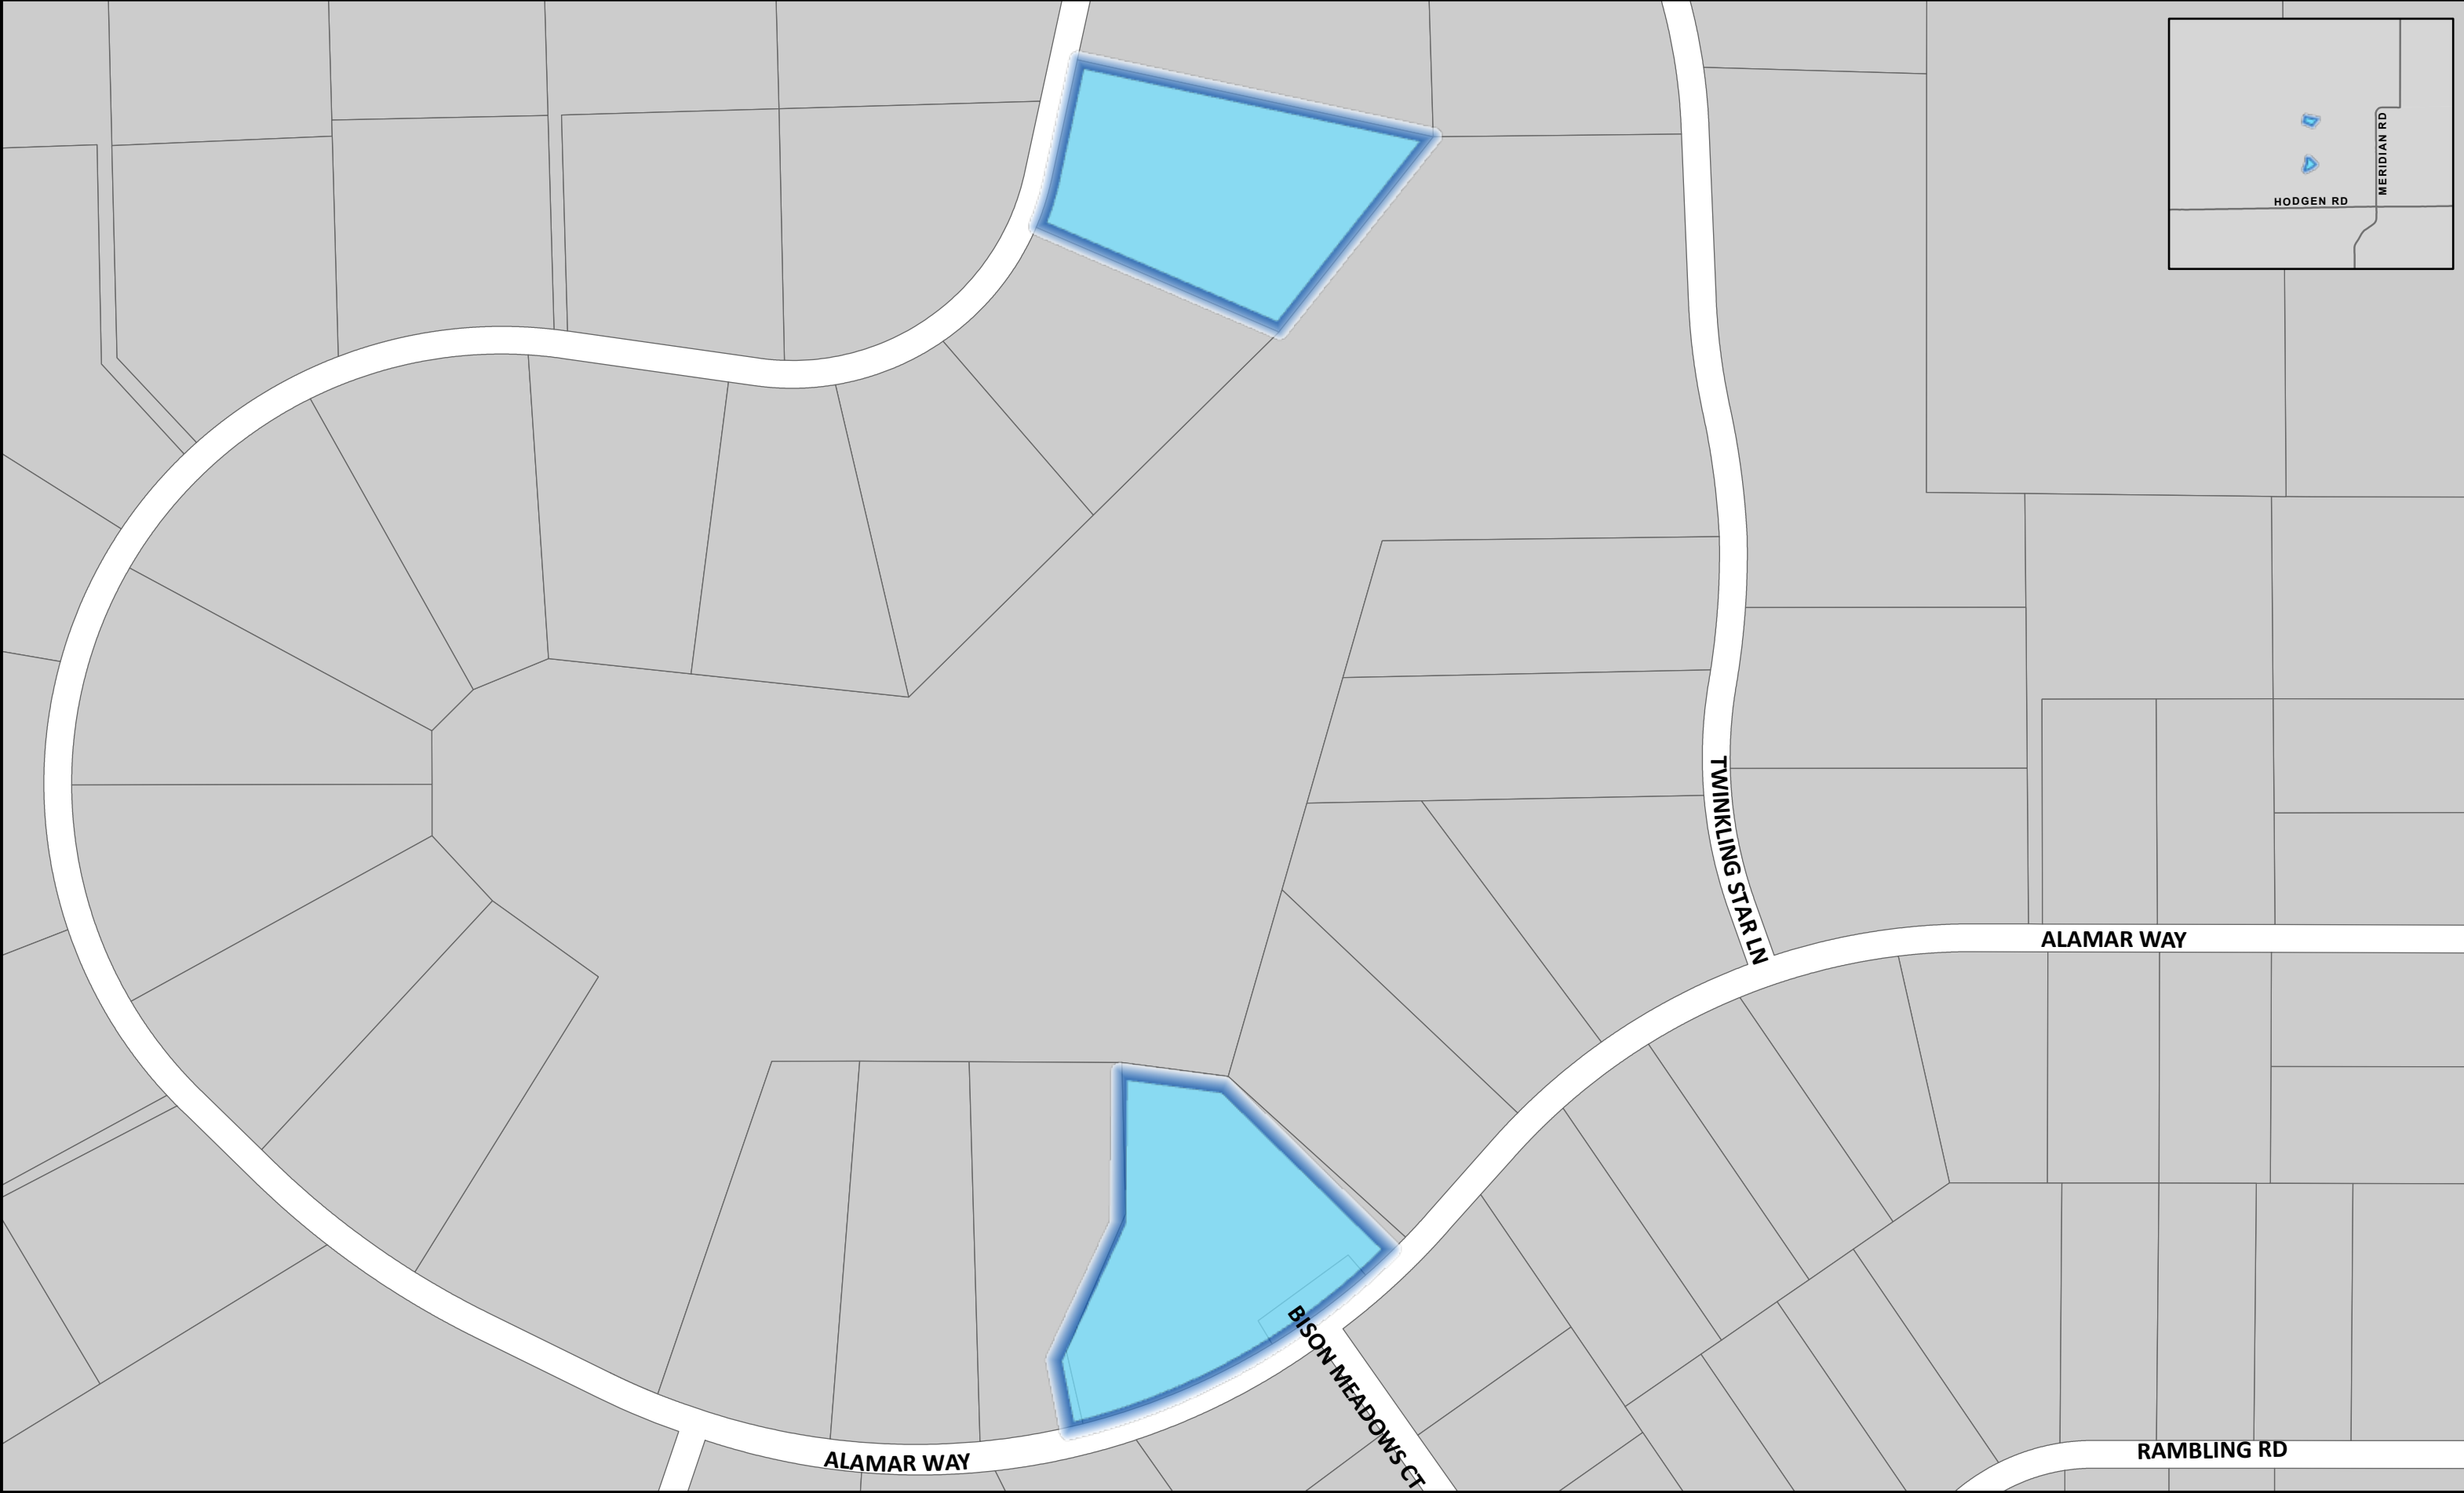 MERIDIAN RD
HODGEN RD
TWINKLING STAR LN
ALAMAR WAY
BISON MEADOWS CT
ALAMAR WAY
RAMBLING RD